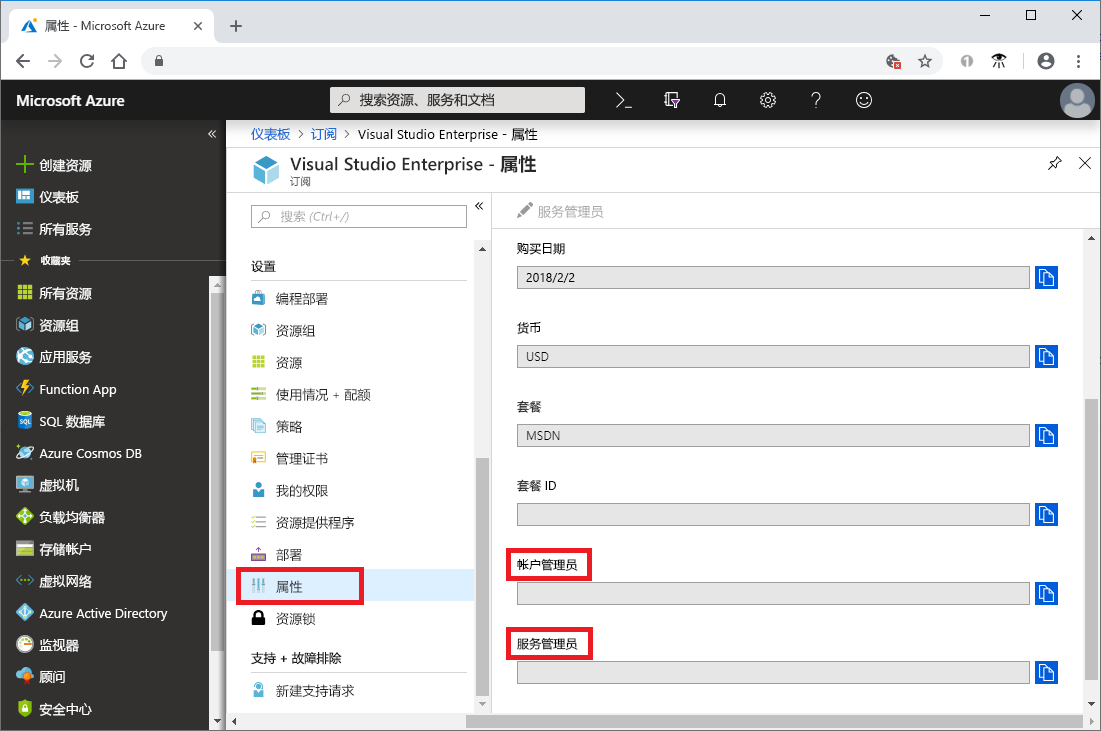 属性 - Microsoft Azure
Microsoft Azure
搜索资源、服务和文档
创建资源
仪表板
所有服务
收藏夹
所有资源
资源组
应用服务
Function App
SQL 数据库
Azure Cosmos DB
虚拟机
负载均衡器
存储帐户
虚拟网络
Azure Active Directory
监视器
顾问
安全中心
仪表板 > 订阅 > Visual Studio Enterprise - 属性
Visual Studio Enterprise - 属性
订阅
搜索 (Ctrl+/)
设置
编程部署
资源组
资源
使用情况 + 配额
策略
管理证书
我的权限
资源提供程序
部署
属性
资源锁
支持 + 故障排除
新建支持请求
服务管理员
购买日期
2018/2/2
货币
USD
套餐
MSDN
套餐 ID
帐户管理员
服务管理员